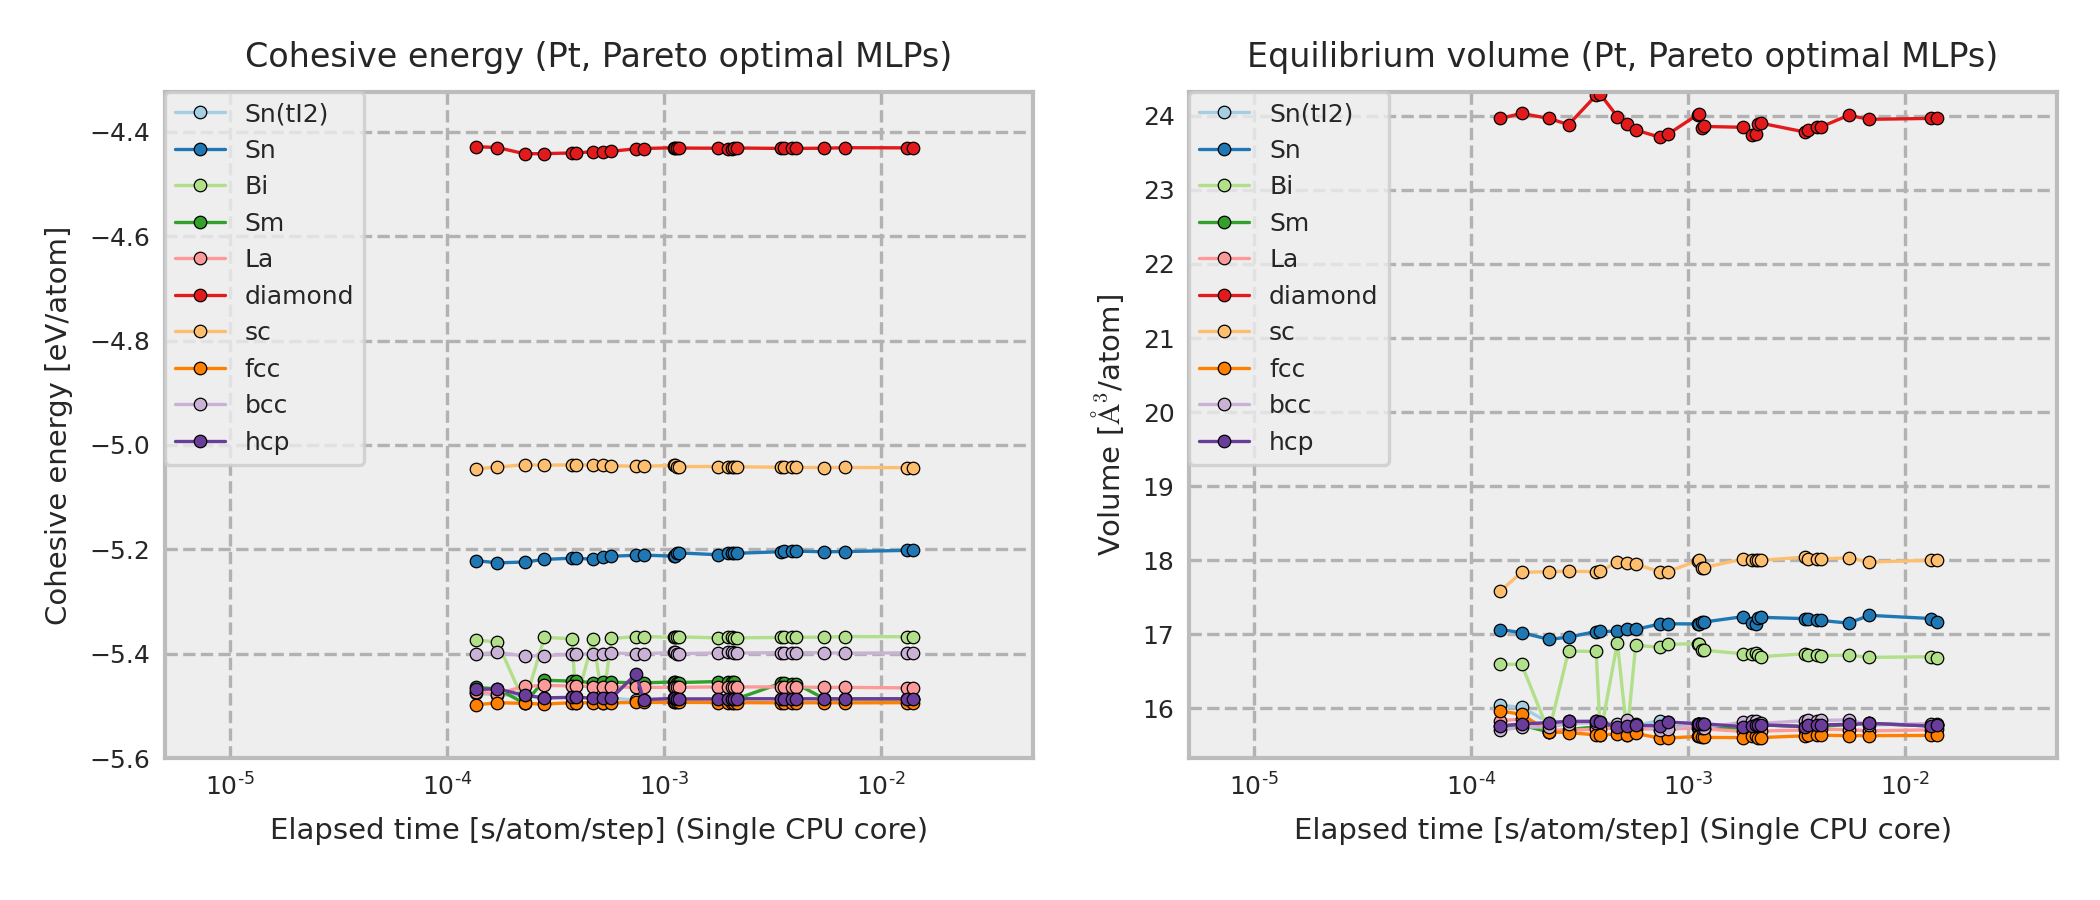 Cohesive energy (Pt, Pareto optimal MLPs)
Cohesive energy [eV/atom]
−4.4
−4.6
−4.8
−5.0
−5.2
−5.4
−5.6
Sn(tI2)
Sn
Bi
Sm
La
diamond
sc
fcc
bcc
hcp
10⁻⁵ 10⁻⁴ 10⁻³ 10⁻²
Elapsed time [s/atom/step] (Single CPU core)
Equilibrium volume (Pt, Pareto optimal MLPs)
Volume [Å³/atom]
24
23
22
21
20
19
18
17
16
Sn(tI2)
Sn
Bi
Sm
La
diamond
sc
fcc
bcc
hcp
10⁻⁵ 10⁻⁴ 10⁻³ 10⁻²
Elapsed time [s/atom/step] (Single CPU core)